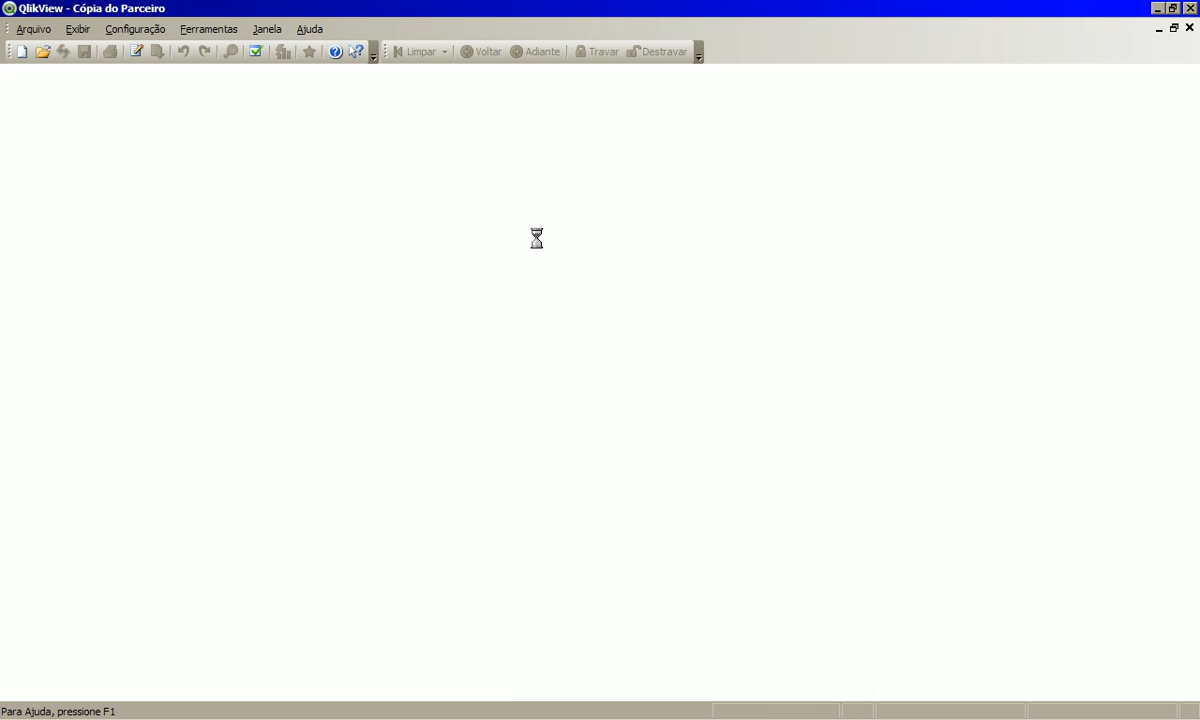 QlikView - Cópia do Parceiro
Arquivo Exibir Configuração Ferramentas Janela Ajuda
Limpar Voltar Adiante Travar Destravar
Para Ajuda, pressione F1